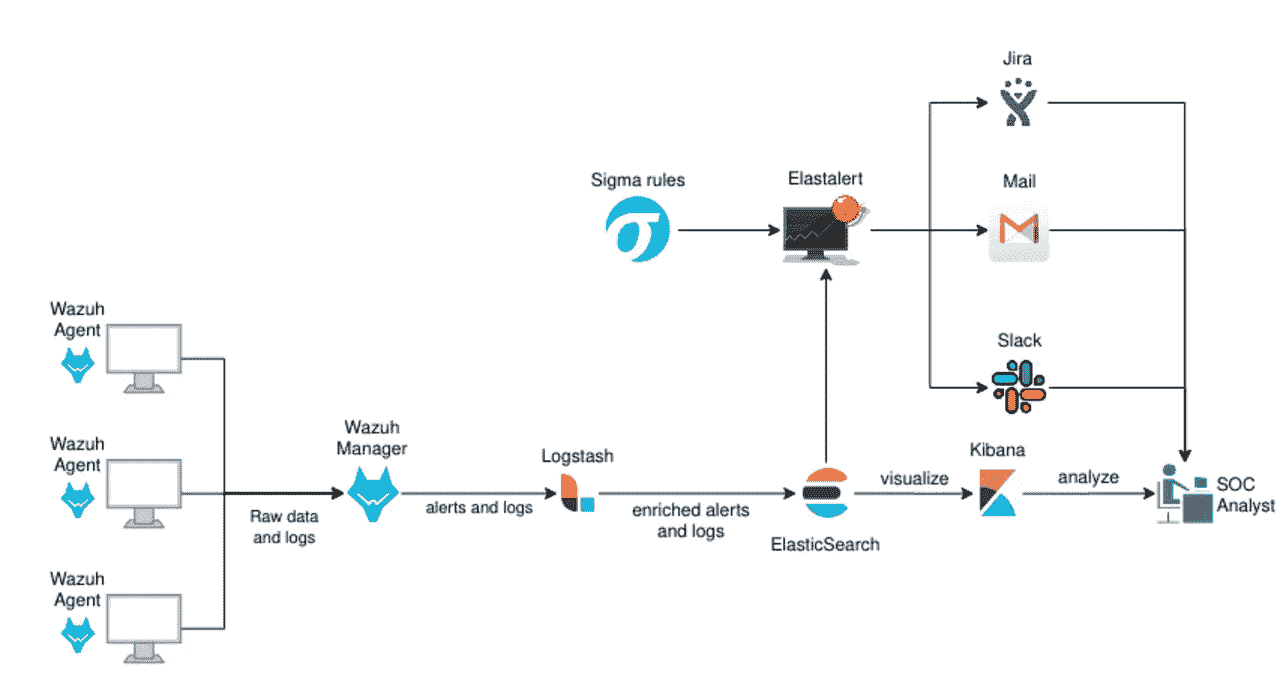 Jira
Sigma rules
Elastalert
Mail
Slack
Wazuh
Agent
Wazuh
Agent
Wazuh
Agent
Raw data
and logs
Wazuh
Manager
alerts and logs
Logstash
enriched alerts
and logs
ElasticSearch
visualize
Kibana
analyze
SOC
Analyst